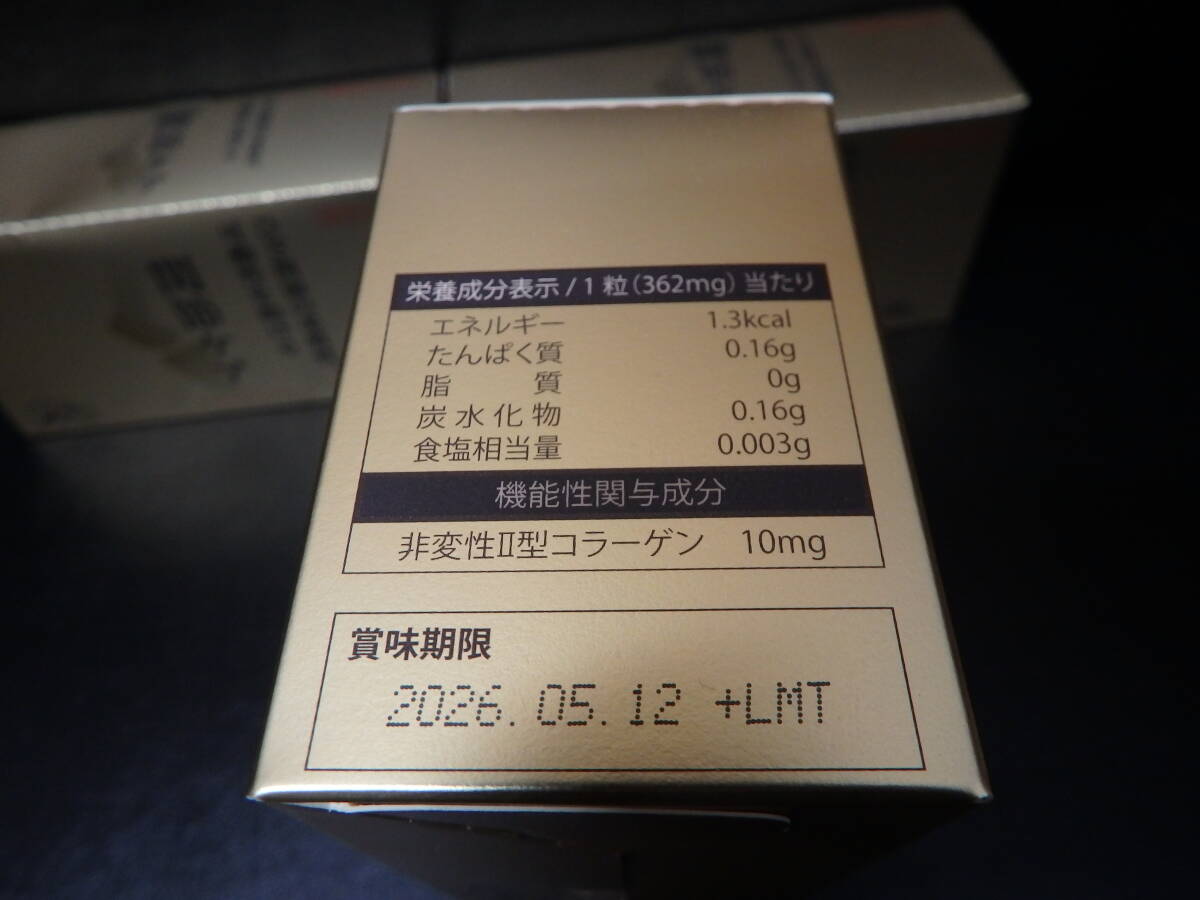 栄養成分表示/1粒(362mg)当たり
エネルギー 1.3kcal
たんぱく質 0.16g
脂質 0g
炭水化物 0.16g
食塩相当量 0.003g
機能性関与成分
非変性II型コラーゲン 10mg
賞味期限
2026.05.12 +LMT